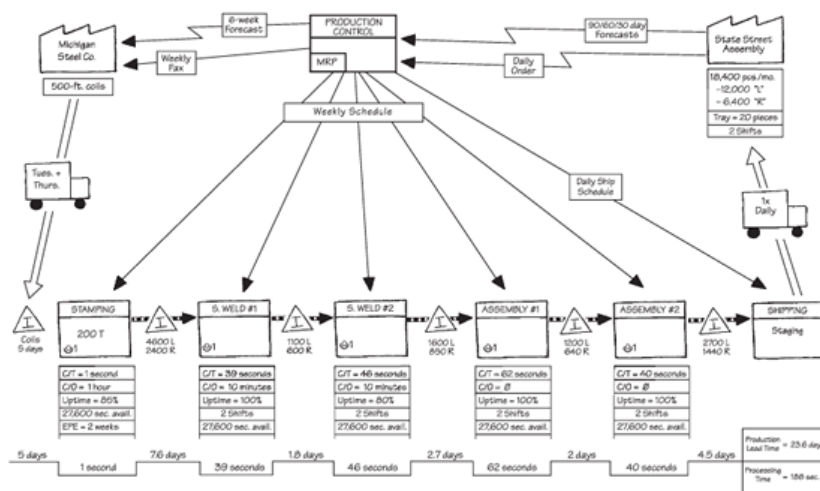 Michigan
Steel Co.
500-ft. coils
6-week
Forecast
Weekly
Fax
PRODUCTION
CONTROL
MRP
90/60/30 day
Forecasts
Daily
Order
State Street
Assembly
18,400 pcs/mo.
-12,000 "L"
- 6,400 "R"
Tray = 20 pieces
2 Shifts
Weekly Schedule
Tues. +
Thurs.
Daily Ship
Schedule
1x
Daily
I
Coils
5 days
STAMPING
200 T
1
I
4600 L
2400 R
S. WELD #1
1
I
1100 L
600 R
S. WELD #2
1
I
1600 L
850 R
ASSEMBLY #1
1
I
1200 L
640 R
ASSEMBLY #2
1
I
2700 L
1440 R
SHIPPING
Staging
C/T = 1 second
C/O = 1 hour
Uptime = 85%
27,600 sec. avail.
EPE = 2 weeks
C/T = 39 seconds
C/O = 10 minutes
Uptime = 100%
2 Shifts
27,600 sec. avail.
C/T = 46 seconds
C/O = 10 minutes
Uptime = 80%
2 Shifts
27,600 sec. avail.
C/T = 62 seconds
C/O = Ø
Uptime = 100%
2 Shifts
27,600 sec. avail.
C/T = 40 seconds
C/O = Ø
Uptime = 100%
2 Shifts
27,600 sec. avail.
5 days
1 second
7.6 days
39 seconds
1.8 days
46 seconds
2.7 days
62 seconds
2 days
40 seconds
4.5 days
Production
Lead Time = 23.6 day
Processing
Time = 188 sec.